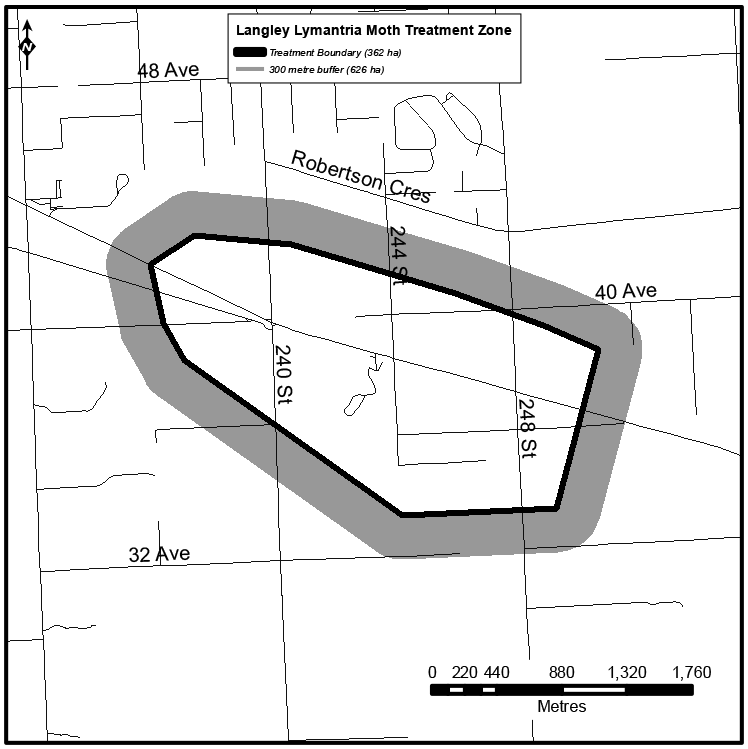 Langley Lymantria Moth Treatment Zone
Treatment Boundary (362 ha)
300 metre buffer (626 ha)
N
48 Ave
Robertson Cres
244 St
40 Ave
240 St
248 St
32 Ave
0 220 440 880 1,320 1,760
Metres